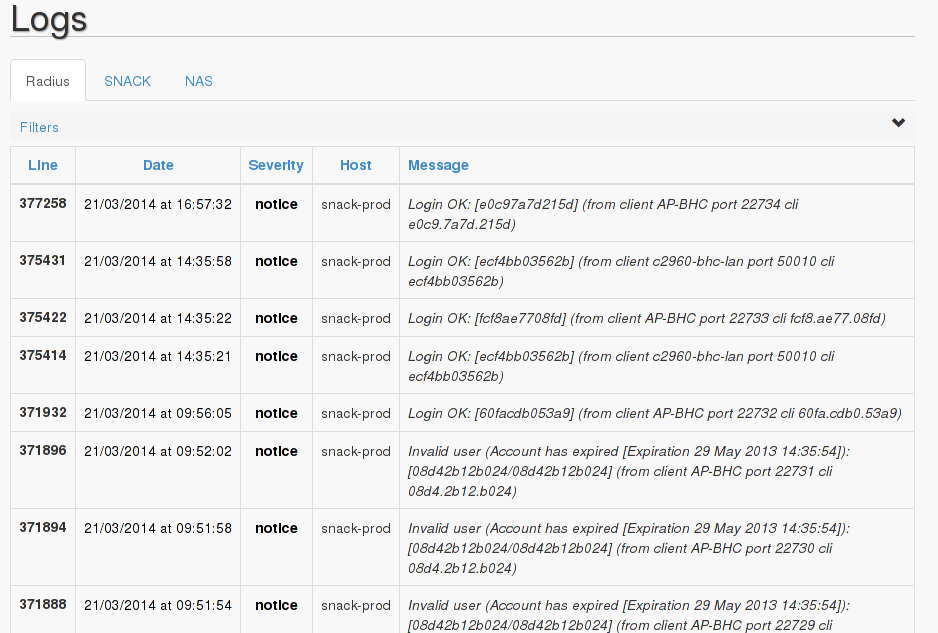 Logs
Radius SNACK NAS
Filters
Line Date Severity Host Message
377258 21/03/2014 at 16:57:32 notice snack-prod Login OK: [e0c97a7d215d] (from client AP-BHC port 22734 cli
e0c9.7a7d.215d)
375431 21/03/2014 at 14:35:58 notice snack-prod Login OK: [ecf4bb03562b] (from client c2960-bhc-lan port 50010 cli
ecf4bb03562b)
375422 21/03/2014 at 14:35:22 notice snack-prod Login OK: [fcf8ae7708fd] (from client AP-BHC port 22733 cli fcf8.ae77.08fd)
375414 21/03/2014 at 14:35:21 notice snack-prod Login OK: [ecf4bb03562b] (from client c2960-bhc-lan port 50010 cli
ecf4bb03562b)
371932 21/03/2014 at 09:56:05 notice snack-prod Login OK: [60facdb053a9] (from client AP-BHC port 22732 cli 60fa.cdb0.53a9)
371896 21/03/2014 at 09:52:02 notice snack-prod Invalid user (Account has expired [Expiration 29 May 2013 14:35:54]):
[08d42b12b024/08d42b12b024] (from client AP-BHC port 22731 cli
08d4.2b12.b024)
371894 21/03/2014 at 09:51:58 notice snack-prod Invalid user (Account has expired [Expiration 29 May 2013 14:35:54]):
[08d42b12b024/08d42b12b024] (from client AP-BHC port 22730 cli
08d4.2b12.b024)
371888 21/03/2014 at 09:51:54 notice snack-prod Invalid user (Account has expired [Expiration 29 May 2013 14:35:54]):
[08d42b12b024/08d42b12b024] (from client AP-BHC port 22729 cli